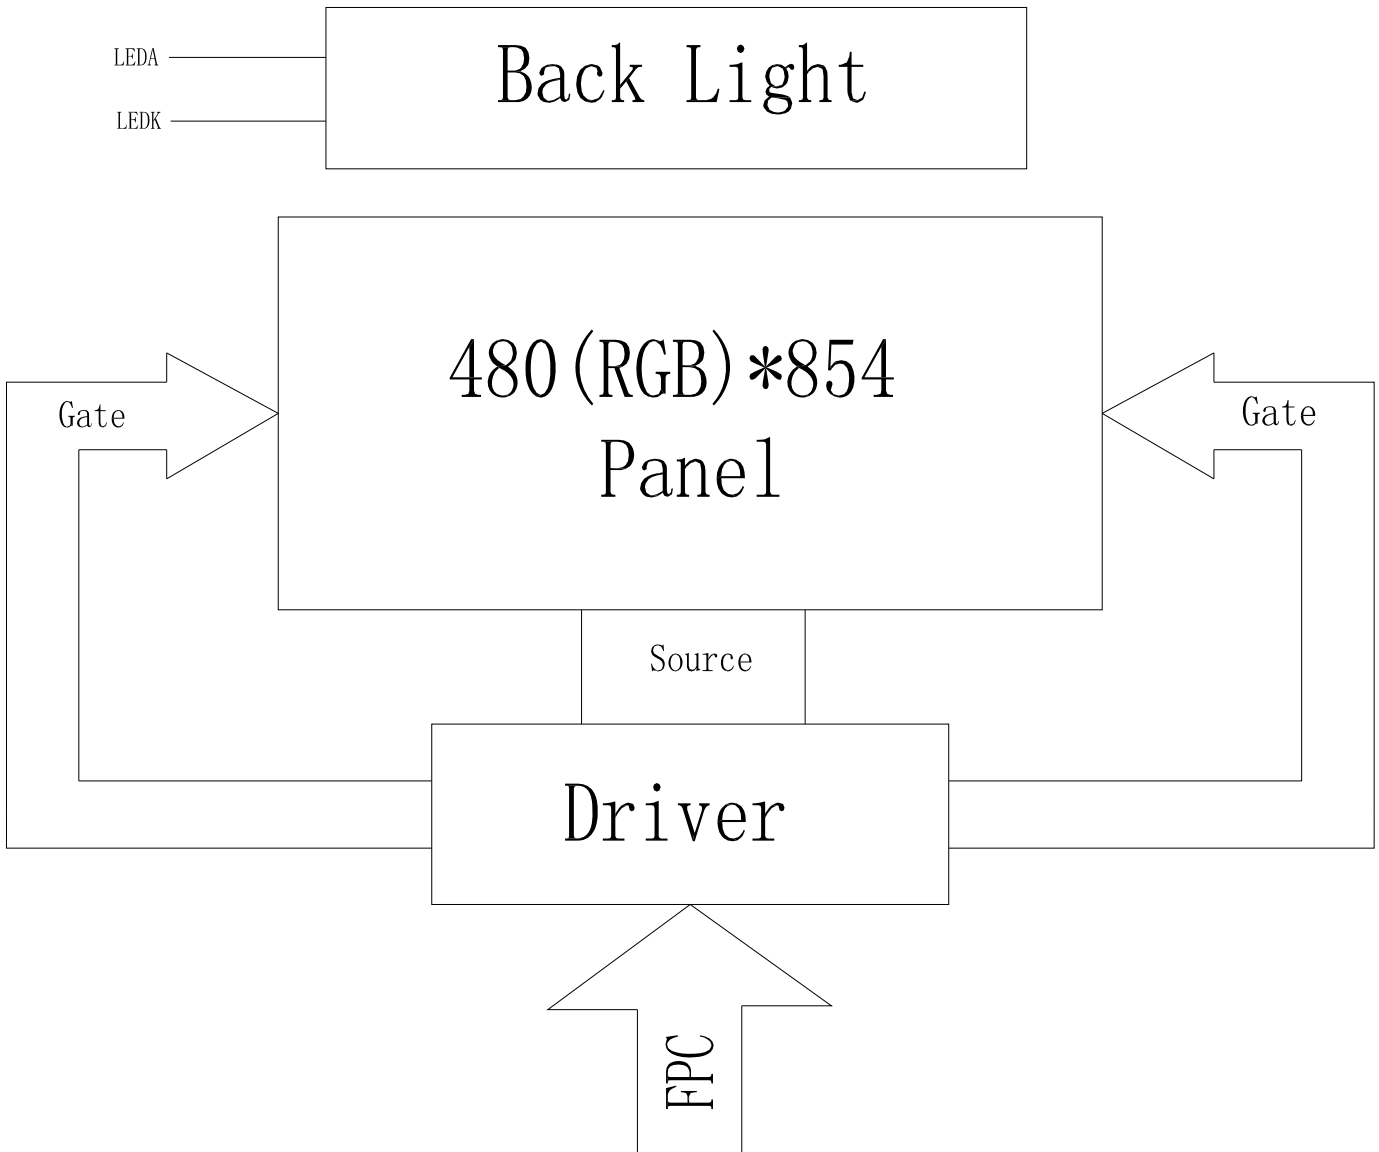 LEDA
Back Light
LEDK
480(RGB)*854
Gate
Gate
Panel
Source
Driver
FPC